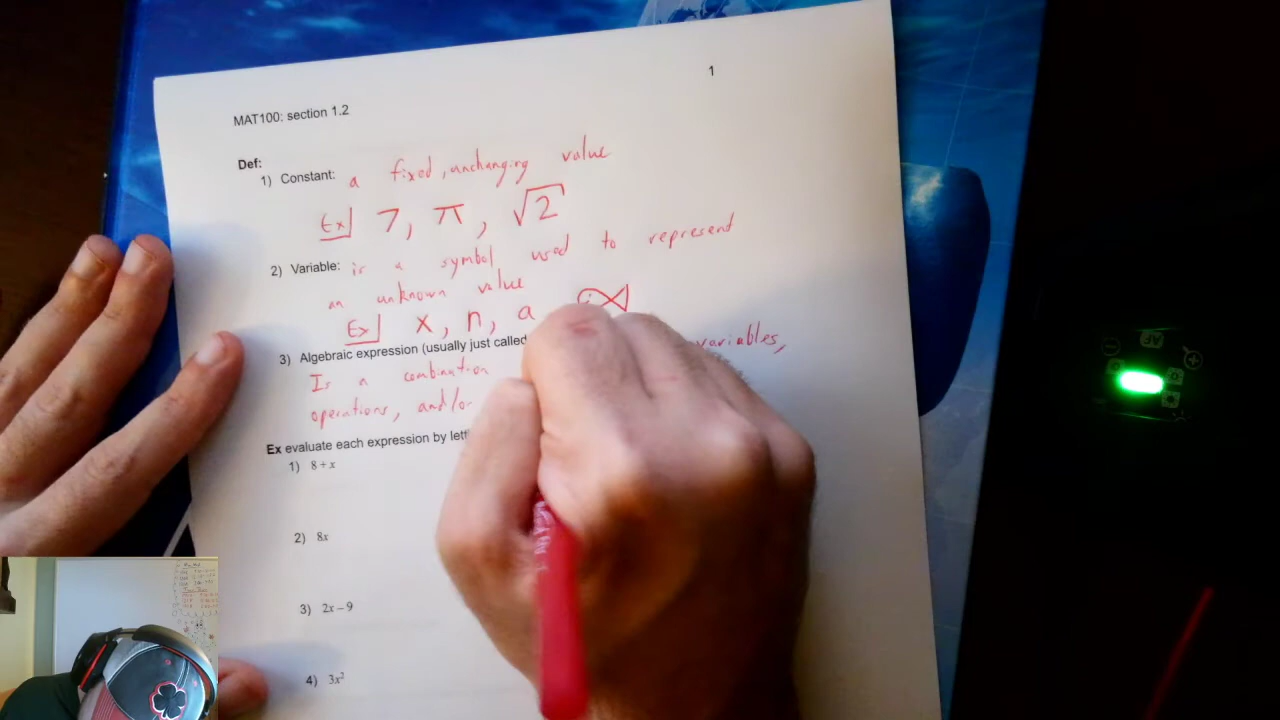 1
MAT100: section 1.2
Def:
1) Constant: a fixed, unchanging value
Ex] 7, π, √2
2) Variable: is a symbol used to represent
an unknown value
Ex] x, n, a
3) Algebraic expression (usually just called
Is a combination variables,
operations, and/or
Ex evaluate each expression by
1) 8 + x
2) 8x
3) 2x – 9
4) 3x²